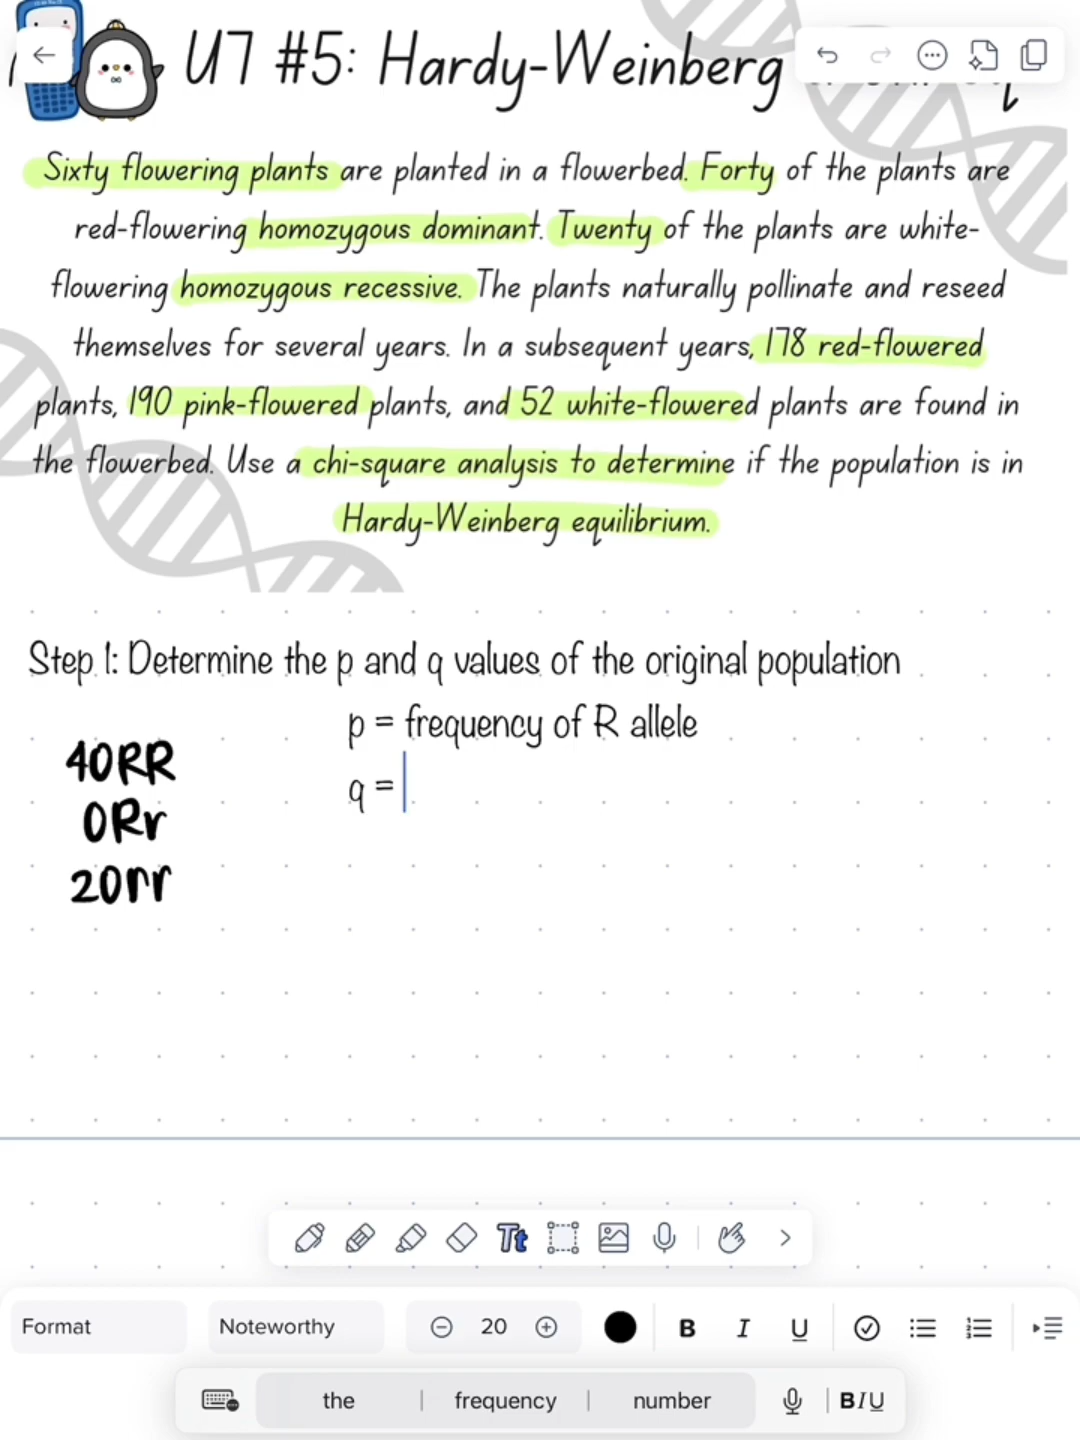 U7 #5: Hardy-Weinberg
Sixty flowering plants are planted in a flowerbed. Forty of the plants are
red-flowering homozygous dominant. Twenty of the plants are white-
flowering homozygous recessive. The plants naturally pollinate and reseed
themselves for several years. In a subsequent years, 178 red-flowered
plants, 190 pink-flowered plants, and 52 white-flowered plants are found in
the flowerbed. Use a chi-square analysis to determine if the population is in
Hardy-Weinberg equilibrium.
Step 1: Determine the p and q values of the original population
p = frequency of R allele
q =
40RR
0Rr
20rr
Tt
Format
Noteworthy
20
B I U
the
frequency
number
BIU